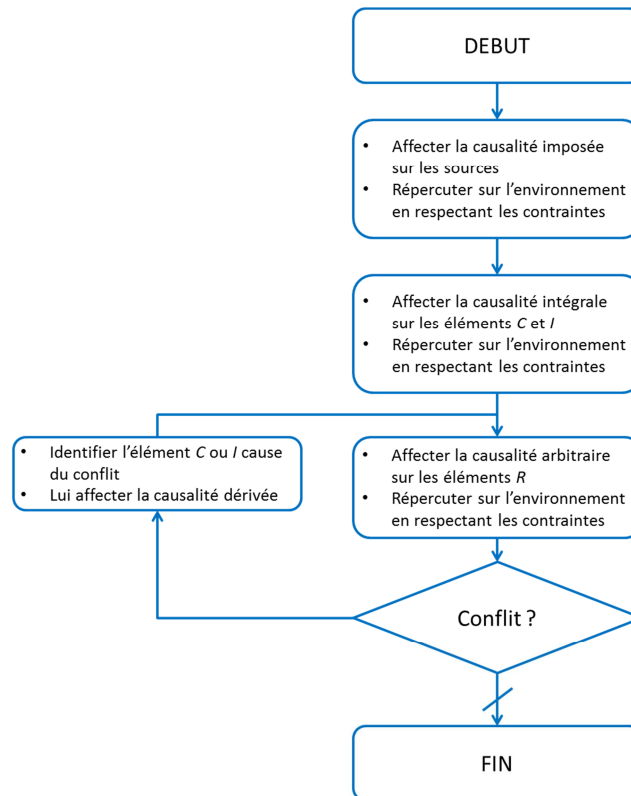 DEBUT
• Affecter la causalité imposée
sur les sources
• Répercuter sur l'environnement
en respectant les contraintes
• Affecter la causalité intégrale
sur les éléments C et I
• Répercuter sur l'environnement
en respectant les contraintes
• Identifier l'élément C ou I cause
du conflit
• Lui affecter la causalité dérivée
• Affecter la causalité arbitraire
sur les éléments R
• Répercuter sur l'environnement
en respectant les contraintes
Conflit ?
FIN